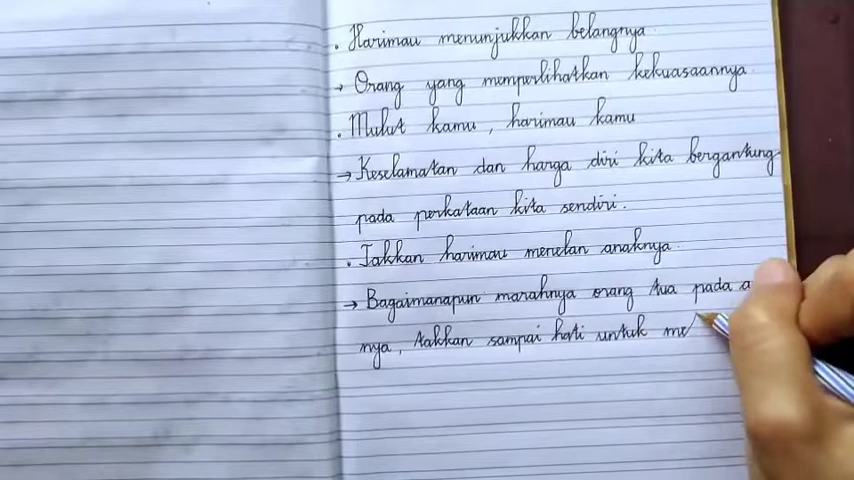 . Harimau menunjukkan belangnya.
→ Orang yang memperlihatkan kekuasaannya.
. Mulut kamu, harimau kamu
→ Keselamatan dan harga diri kita bergantung
pada perkataan kita sendiri.
. Takkan harimau menelan anaknya.
→ Bagaimanapun marahnya orang tua pada a
nya, takkan sampai hati untuk me